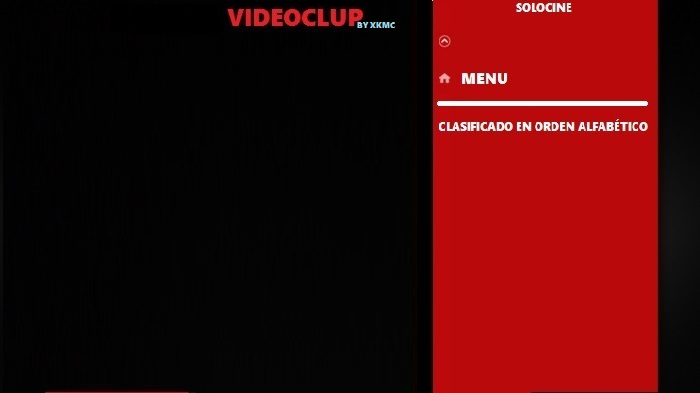 VIDEOCLUP
BY XKMC
SOLOCINE
MENU
CLASIFICADO EN ORDEN ALFABÉTICO